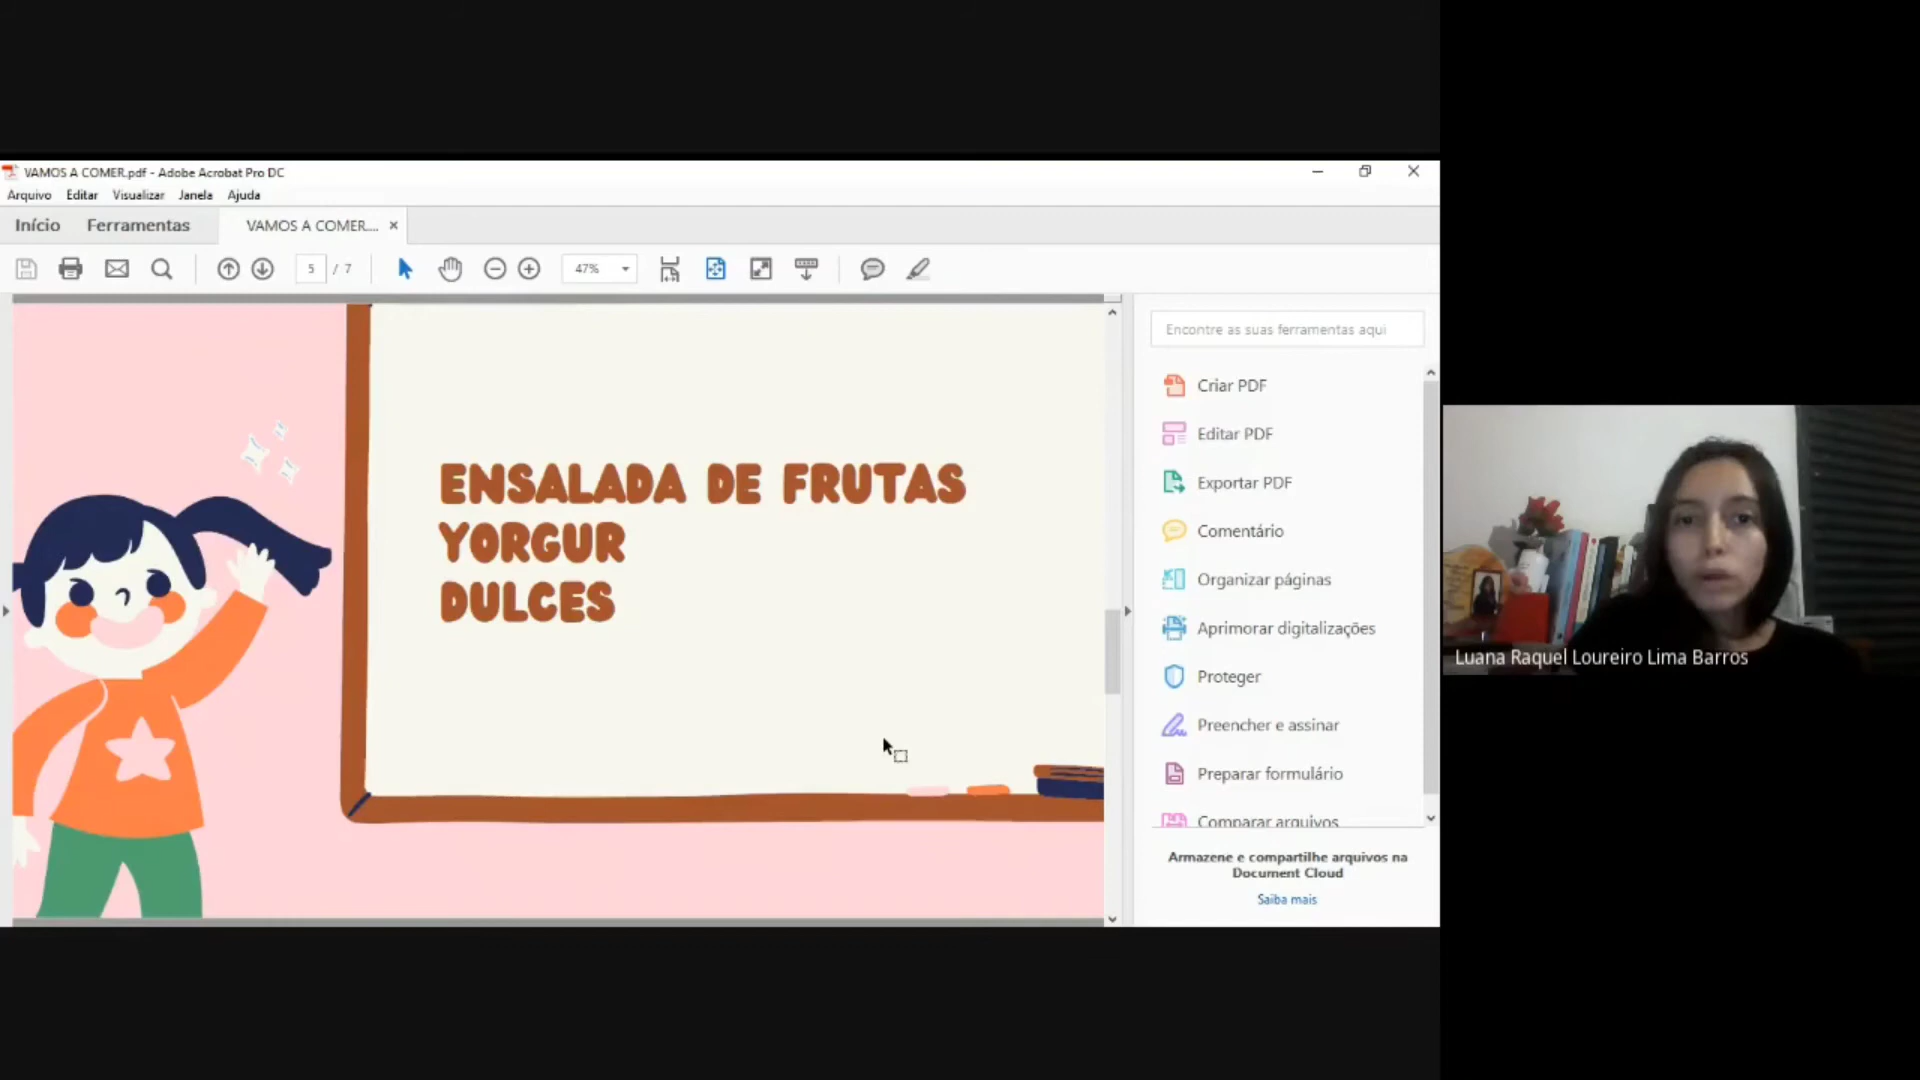 VAMOS A COMER.pdf - Adobe Acrobat Pro DC
Arquivo Editar Visualizar Janela Ajuda
Início Ferramentas VAMOS A COMER....
5 / 7 47%
ENSALADA DE FRUTAS
YORGUR
DULCES
Encontre as suas ferramentas aqui
Criar PDF
Editar PDF
Exportar PDF
Comentário
Organizar páginas
Aprimorar digitalizações
Proteger
Preencher e assinar
Preparar formulário
Comparar arquivos
Armazene e compartilhe arquivos na
Document Cloud
Saiba mais
Luana Raquel Loureiro Lima Barros